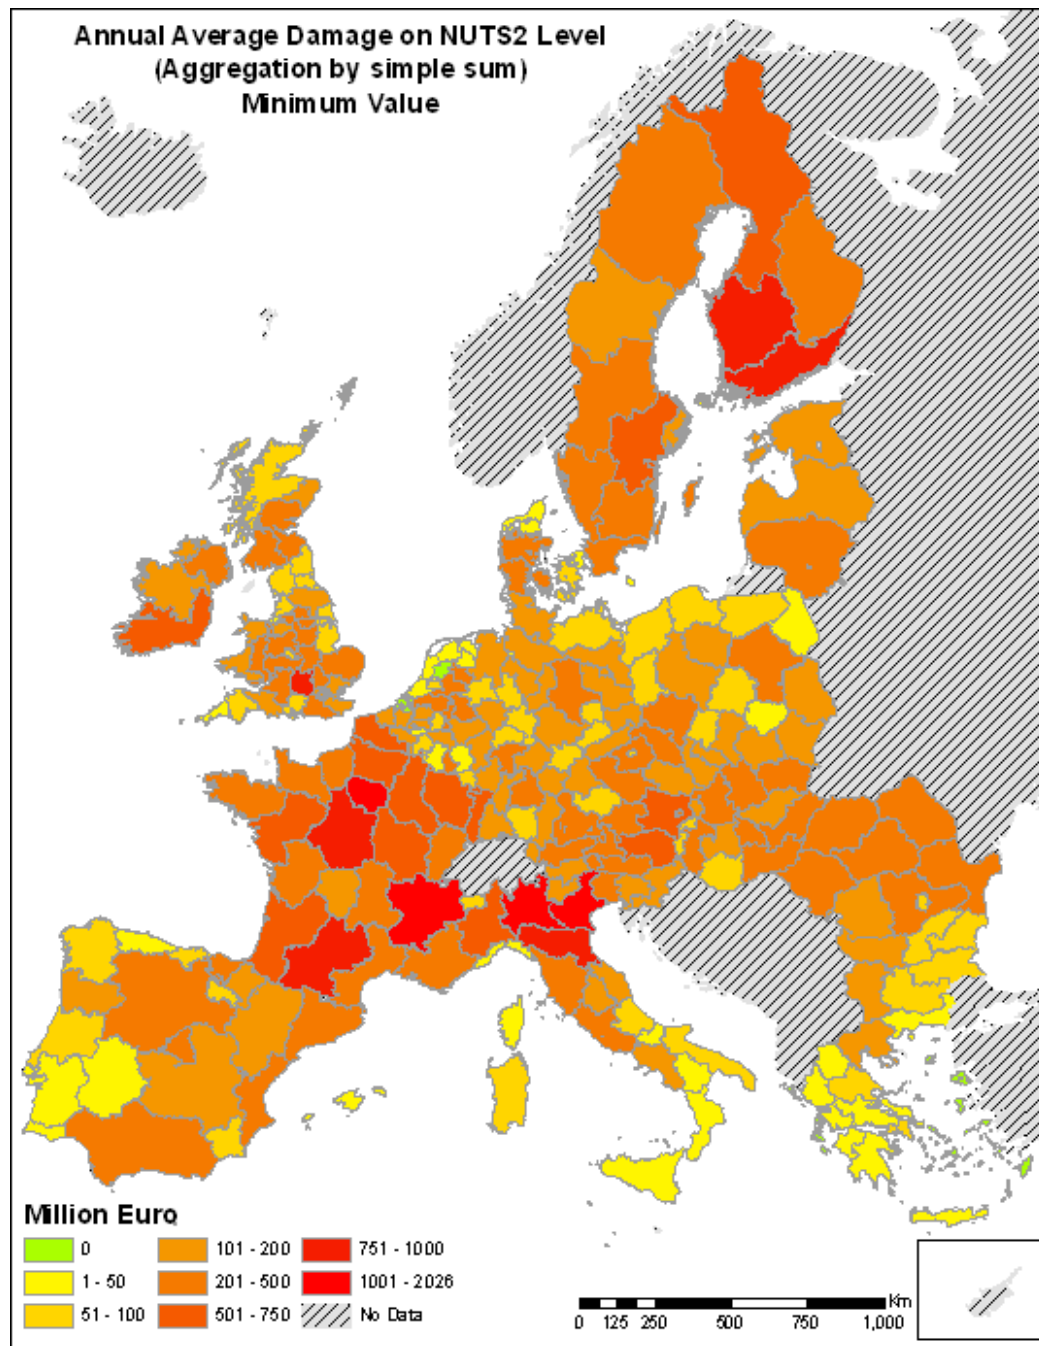 Annual Average Damage on NUTS2 Level
(Aggregation by simple sum)
Minimum Value
Million Euro
0
1 - 50
51 - 100
101 - 200
201 - 500
501 - 750
751 - 1000
1001 - 2026
No Data
Km
0 125 250 500 750 1,000